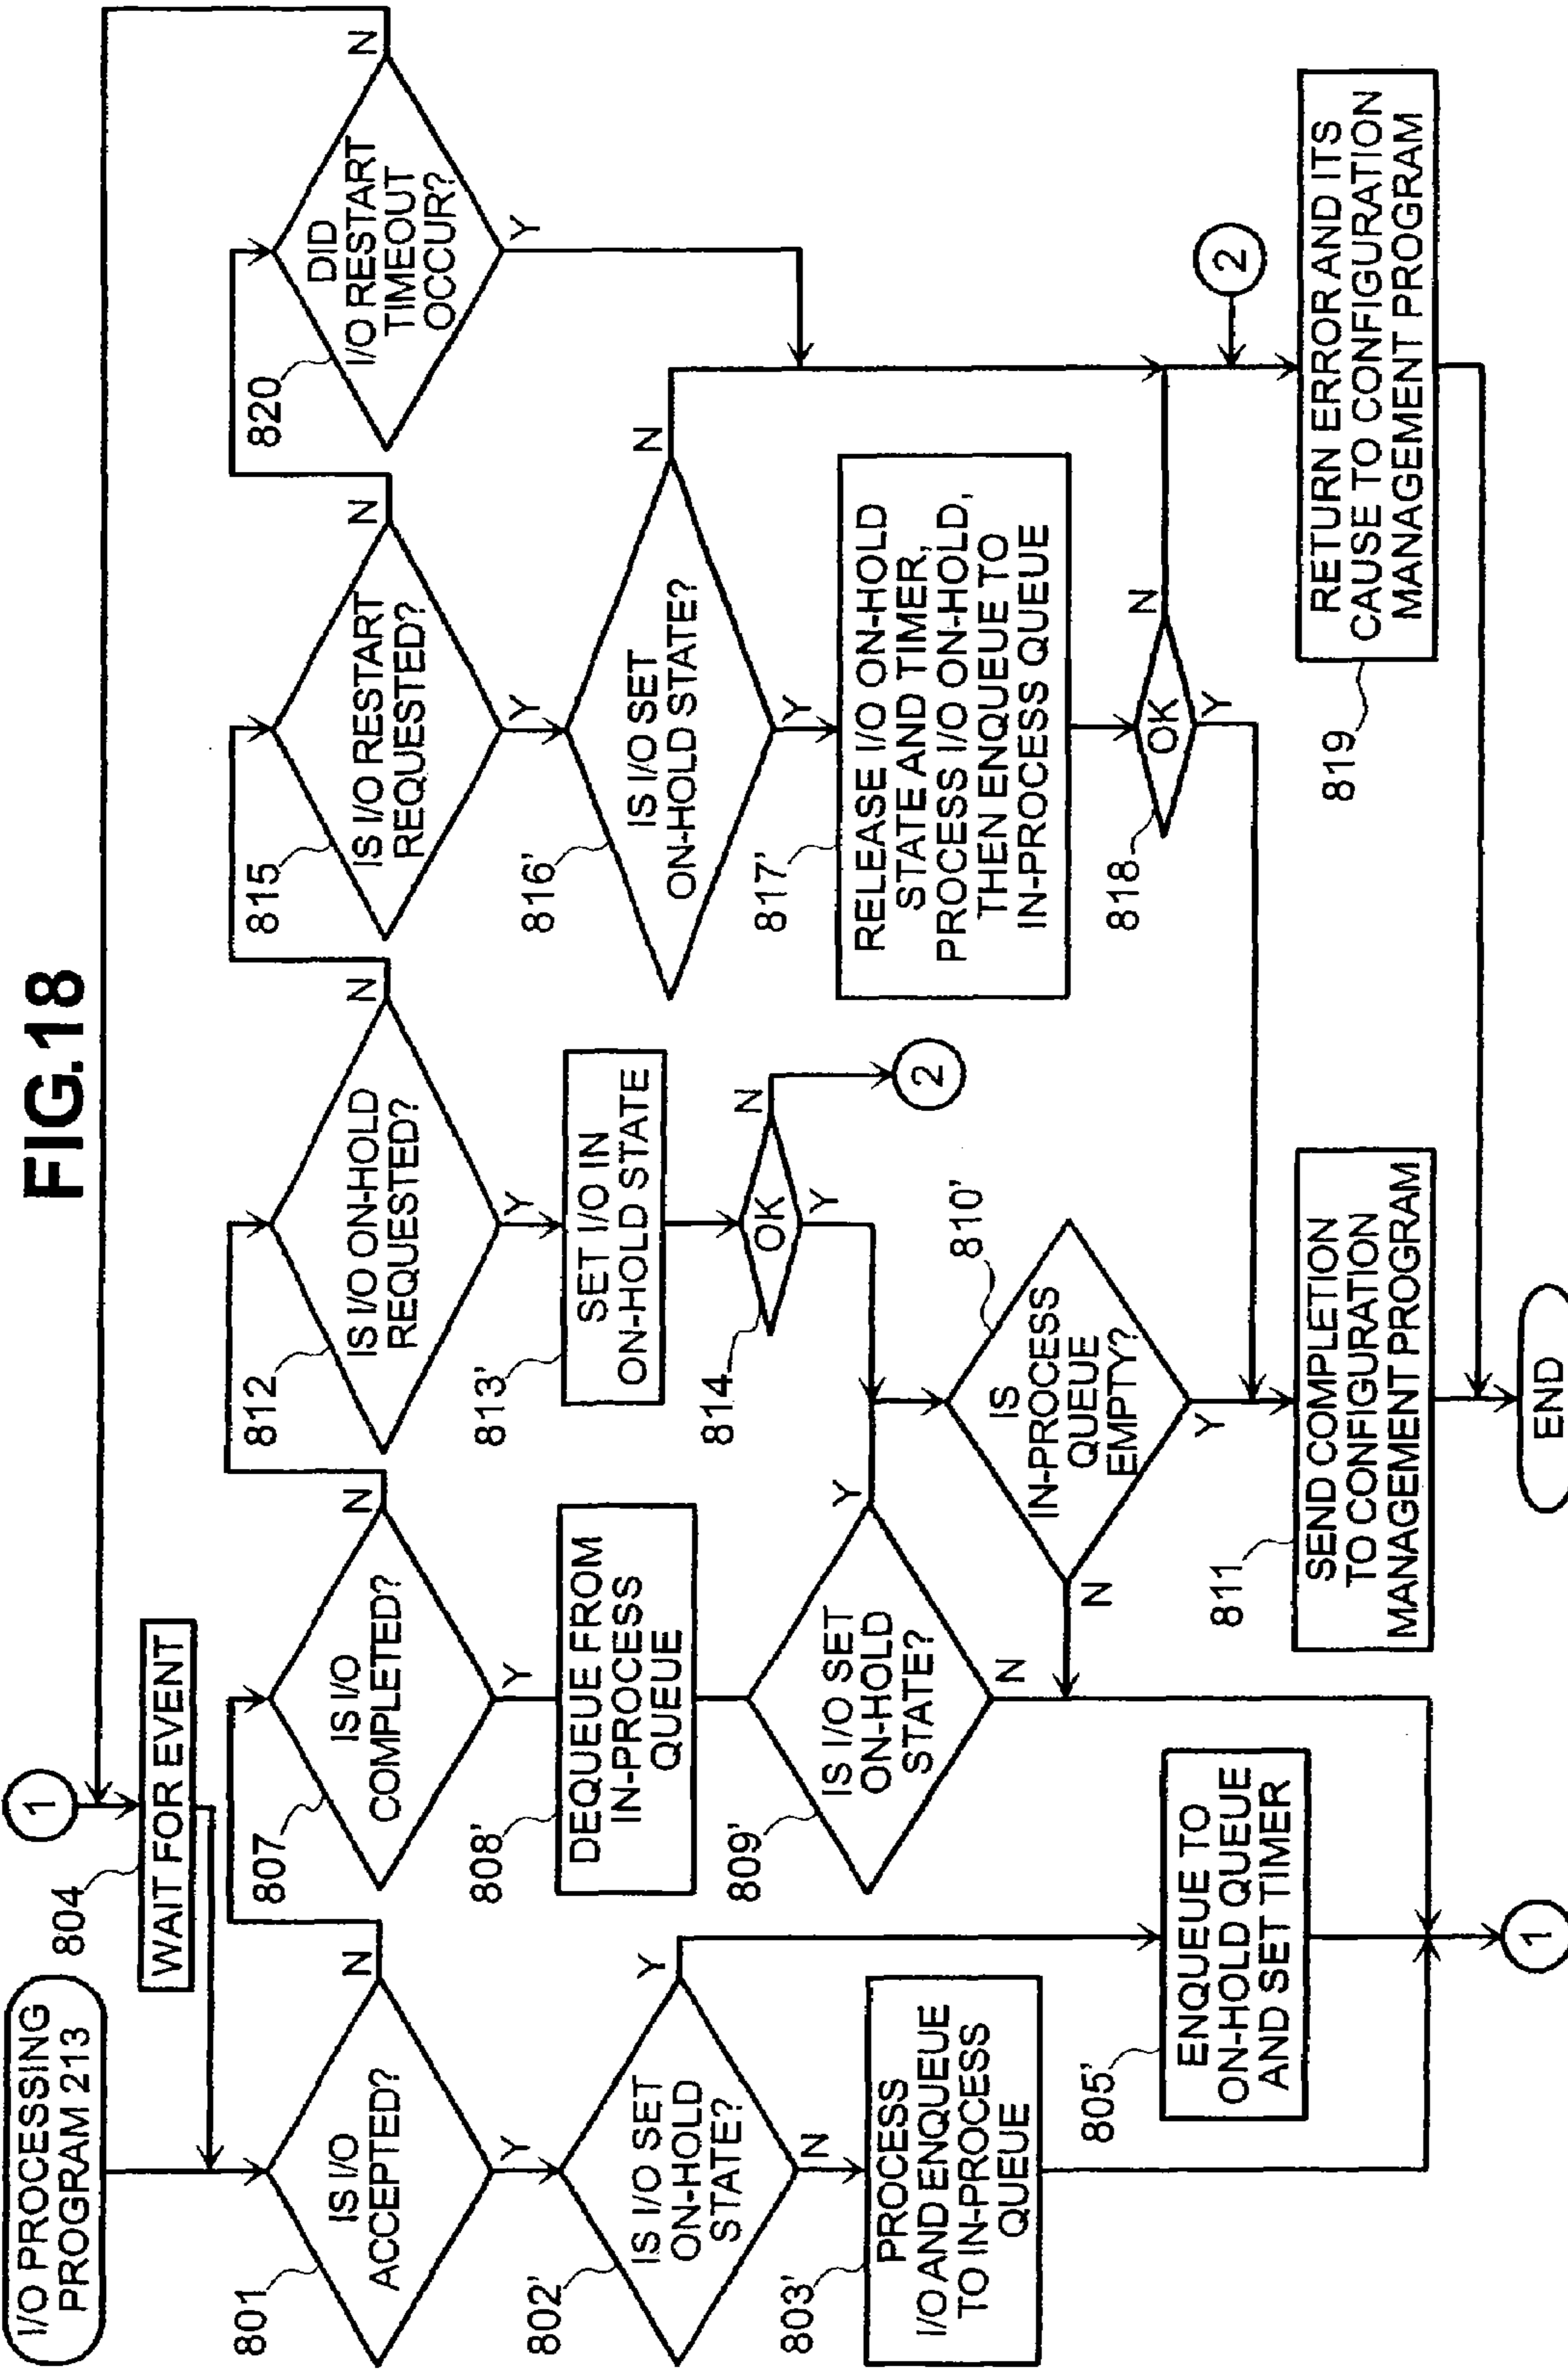 FIG.18
I/O PROCESSING
PROGRAM 213
1
804
WAIT FOR EVENT
801
IS I/O
ACCEPTED?
Y
N
802'
IS I/O SET
ON-HOLD
STATE?
Y
N
803'
PROCESS
I/O AND ENQUEUE
TO IN-PROCESS
QUEUE
805'
ENQUEUE TO
ON-HOLD QUEUE
AND SET TIMER
1
807
IS I/O
COMPLETED?
N
Y
808'
DEQUEUE FROM
IN-PROCESS
QUEUE
809'
IS I/O SET
ON-HOLD
STATE?
Y
N
810'
IS
IN-PROCESS
QUEUE
EMPTY?
N
Y
811
SEND COMPLETION
TO CONFIGURATION
MANAGEMENT PROGRAM
END
812
IS I/O ON-HOLD
REQUESTED?
N
Y
813'
SET I/O IN
ON-HOLD STATE
814
OK
N
Y
2
815
IS I/O RESTART
REQUESTED?
N
Y
816'
IS I/O SET
ON-HOLD STATE?
N
Y
817'
RELEASE I/O ON-HOLD
STATE AND TIMER,
PROCESS I/O ON-HOLD,
THEN ENQUEUE TO
IN-PROCESS QUEUE
818
OK
N
Y
820
DID
I/O RESTART
TIMEOUT
OCCUR?
N
Y
2
819
RETURN ERROR AND ITS
CAUSE TO CONFIGURATION
MANAGEMENT PROGRAM